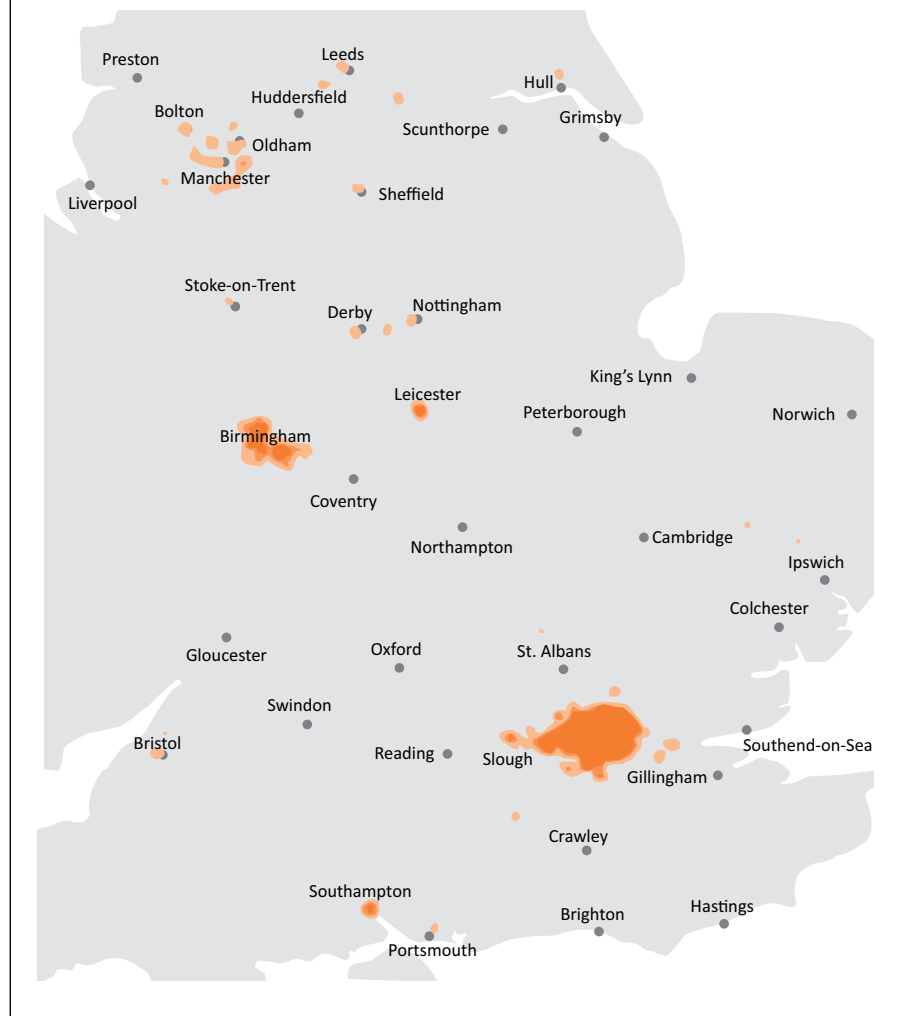 Leeds
Preston
Hull
Huddersfield
Bolton
Grimsby
Scunthorpe
Oldham
Manchester
Sheffield
Liverpool
Stoke-on-Trent
Nottingham
Derby
King's Lynn
Leicester
Peterborough
Norwich
Birmingham
Coventry
Cambridge
Northampton
Ipswich
Colchester
Oxford
St. Albans
Gloucester
Swindon
Bristol
Southend-on-Sea
Reading
Slough
Gillingham
Crawley
Southampton
Hastings
Brighton
Portsmouth